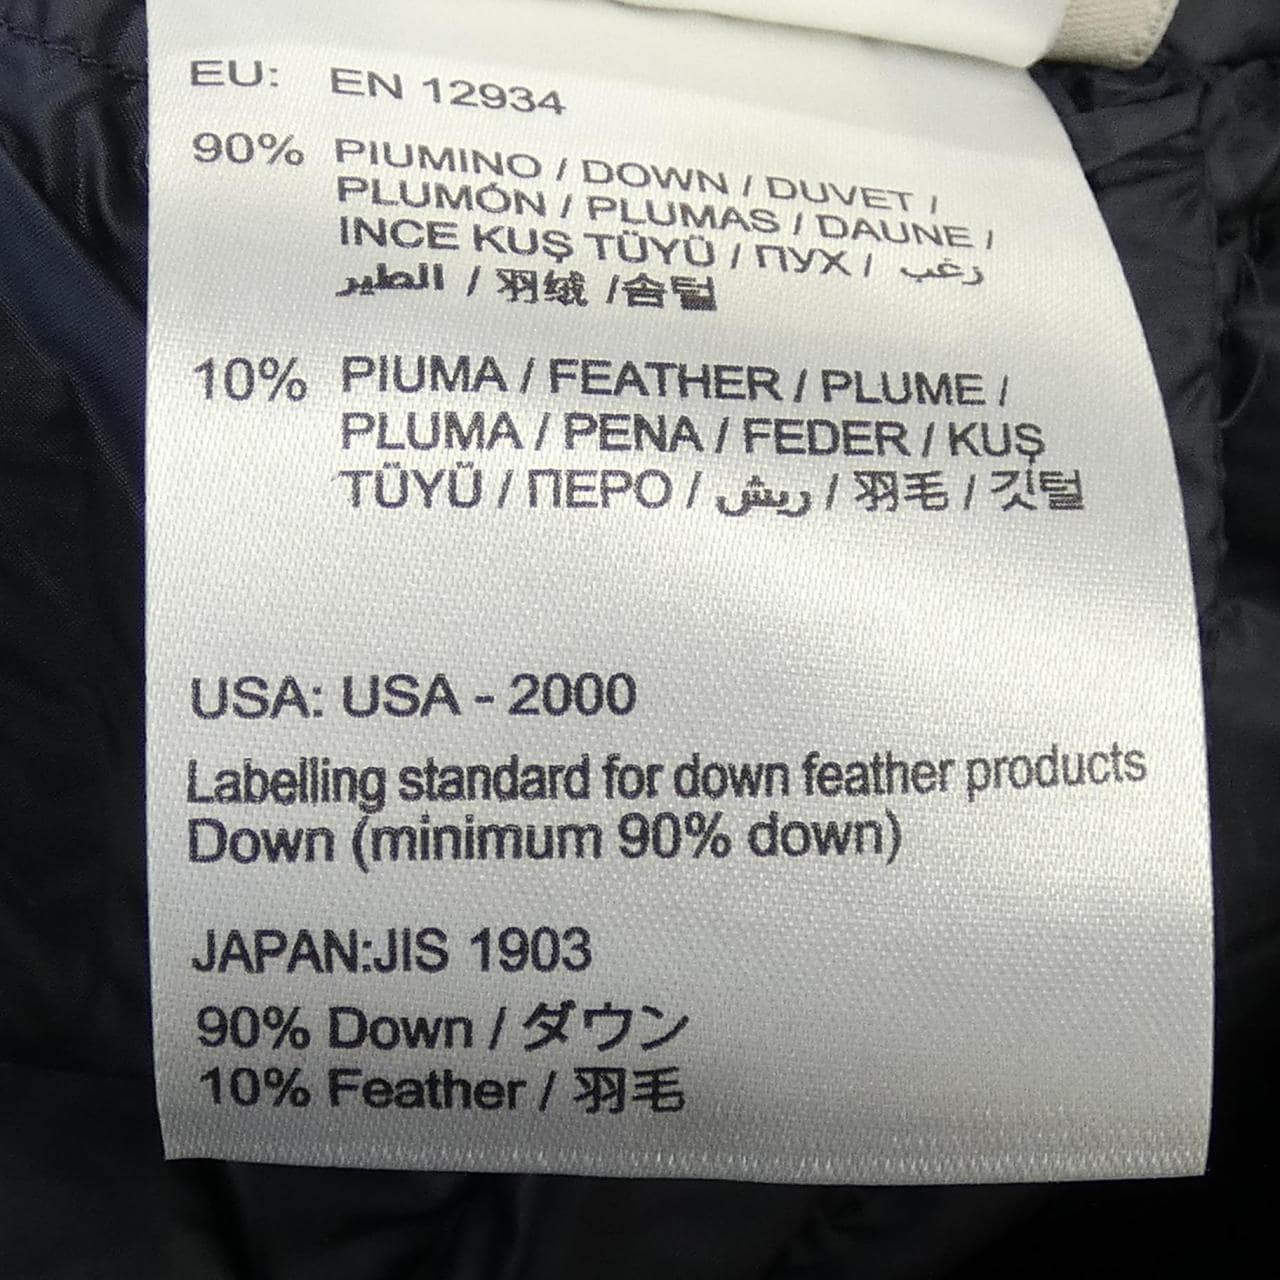 EU: EN 12934
90% PIUMINO / DOWN / DUVET /
PLUMÓN / PLUMAS / DAUNE /
INCE KUŞ TÜYÜ / ПУХ / زغب
الطير / 羽绒 /솜털
10% PIUMA / FEATHER / PLUME /
PLUMA / PENA / FEDER / KUŞ
TÜYÜ / ПЕРО / ريش / 羽毛 / 깃털
USA: USA - 2000
Labelling standard for down feather products
Down (minimum 90% down)
JAPAN:JIS 1903
90% Down / ダウン
10% Feather / 羽毛